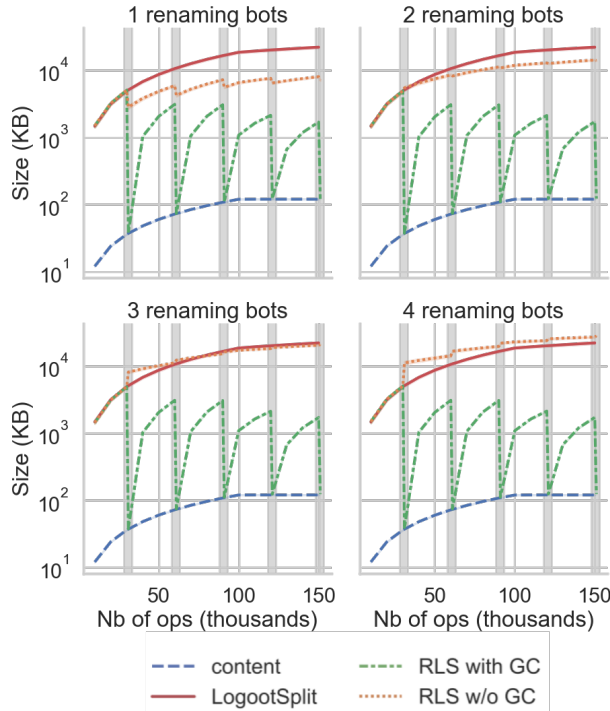 1 renaming bots
2 renaming bots
Size (KB)
10^4
10^3
10^2
10^1
3 renaming bots
4 renaming bots
Size (KB)
10^4
10^3
10^2
10^1
50 100 150
50 100 150
Nb of ops (thousands)
Nb of ops (thousands)
content
RLS with GC
LogootSplit
RLS w/o GC